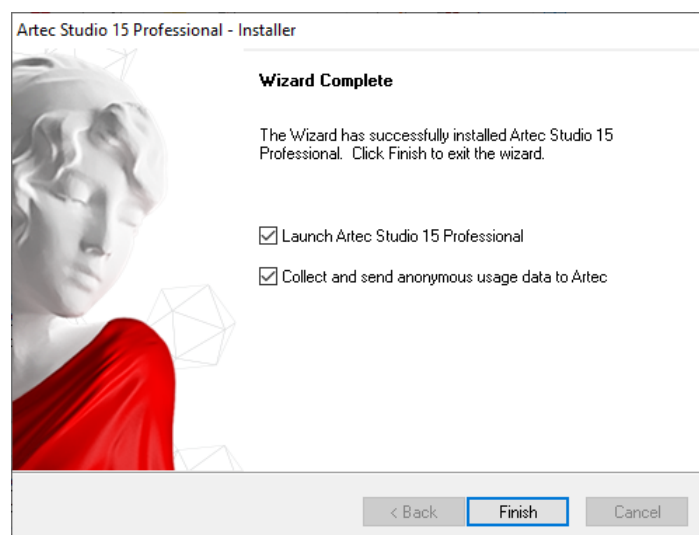 Artec Studio 15 Professional - Installer
Wizard Complete
The Wizard has successfully installed Artec Studio 15
Professional. Click Finish to exit the wizard.
Launch Artec Studio 15 Professional
Collect and send anonymous usage data to Artec
< Back
Finish
Cancel